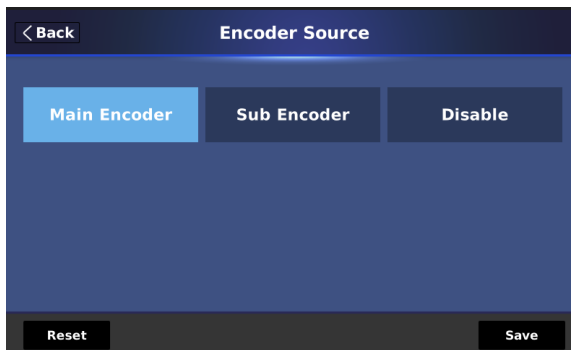 Back
Encoder Source
Main Encoder
Sub Encoder
Disable
Reset
Save